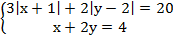 {3|x + 1| + 2|y − 2| = 20
x + 2y = 4